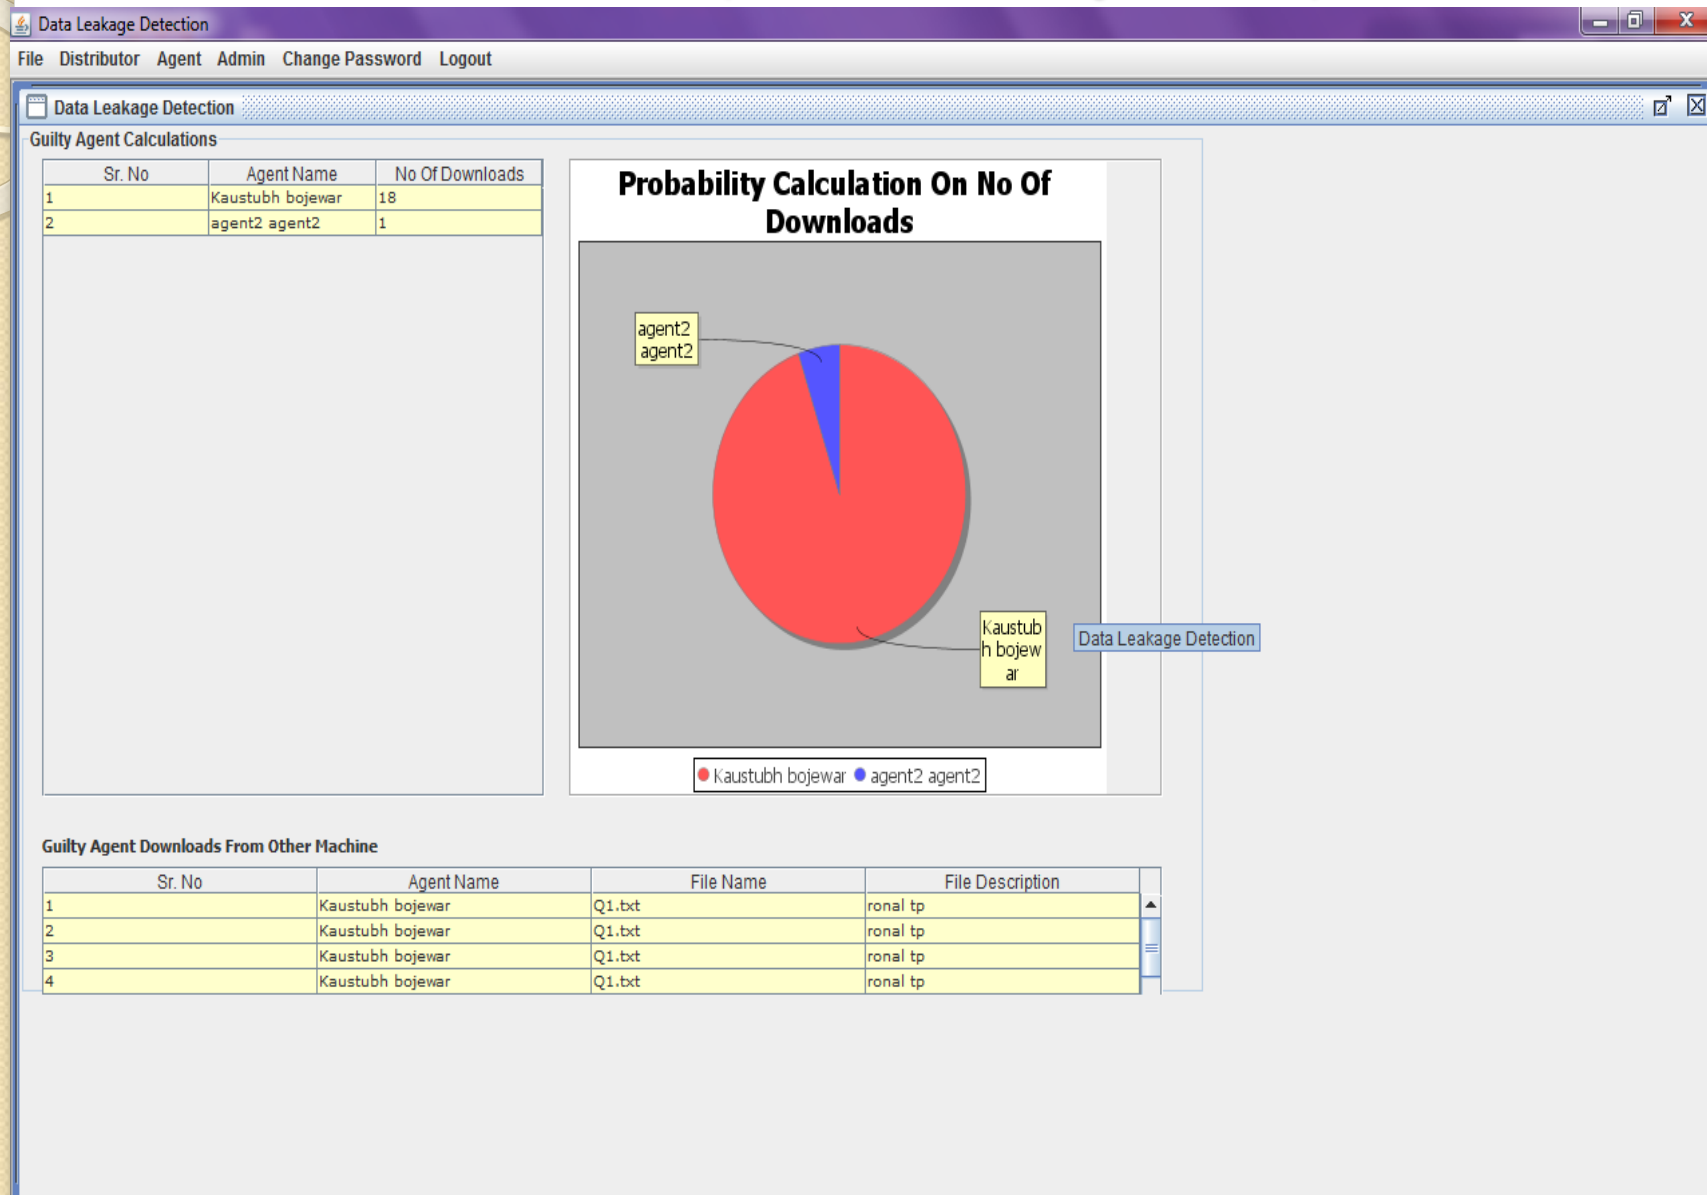 Data Leakage Detection
File Distributor Agent Admin Change Password Logout
Data Leakage Detection
Guilty Agent Calculations
Sr. No Agent Name No Of Downloads
1 Kaustubh bojewar 18
2 agent2 agent2 1
Probability Calculation On No Of
Downloads
agent2
agent2
Kaustub
h bojew
ar
Data Leakage Detection
Kaustubh bojewar agent2 agent2
Guilty Agent Downloads From Other Machine
Sr. No Agent Name File Name File Description
1 Kaustubh bojewar Q1.txt ronal tp
2 Kaustubh bojewar Q1.txt ronal tp
3 Kaustubh bojewar Q1.txt ronal tp
4 Kaustubh bojewar Q1.txt ronal tp